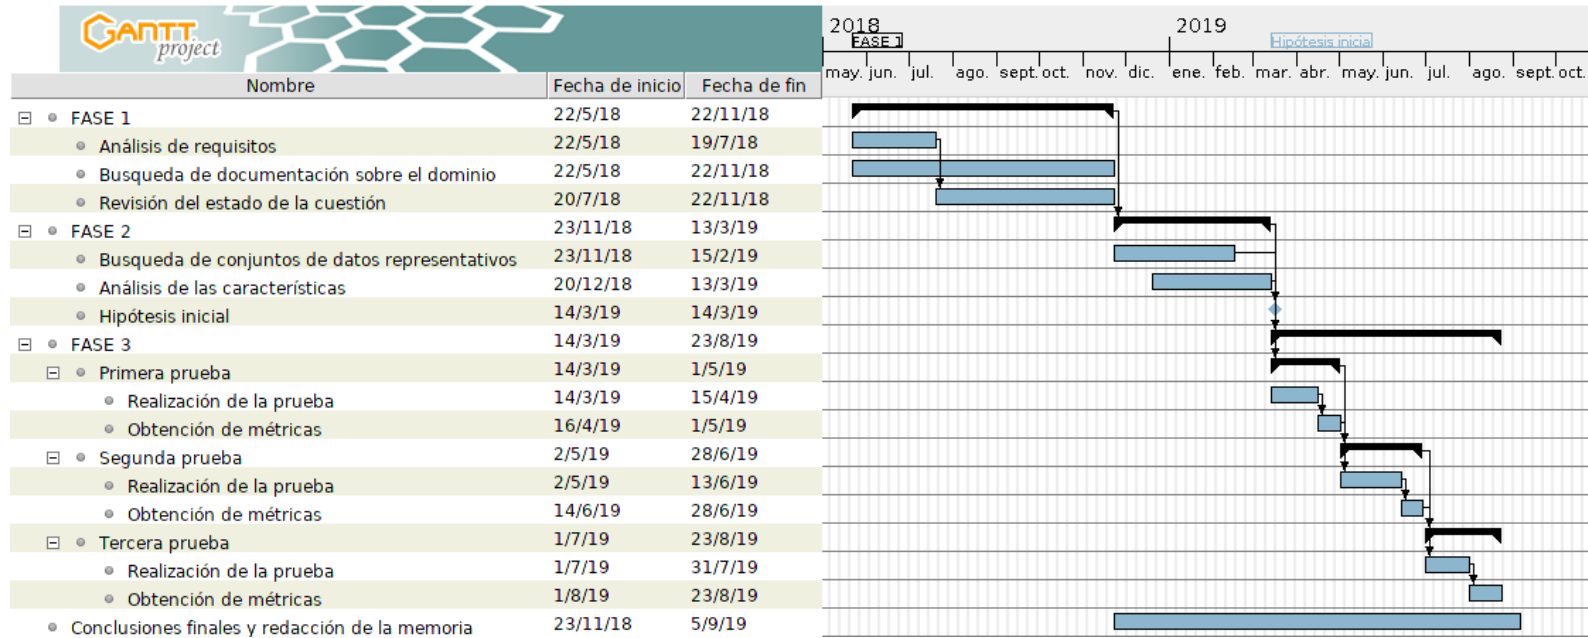 GANTT
project
2018
2019
FASE 1
Hipótesis inicial
may. jun. jul. ago. sept. oct. nov. dic. ene. feb. mar. abr. may. jun. jul. ago. sept. oct.
Nombre Fecha de inicio Fecha de fin
FASE 1 22/5/18 22/11/18
Análisis de requisitos 22/5/18 19/7/18
Busqueda de documentación sobre el dominio 22/5/18 22/11/18
Revisión del estado de la cuestión 20/7/18 22/11/18
FASE 2 23/11/18 13/3/19
Busqueda de conjuntos de datos representativos 23/11/18 15/2/19
Análisis de las características 20/12/18 13/3/19
Hipótesis inicial 14/3/19 14/3/19
FASE 3 14/3/19 23/8/19
Primera prueba 14/3/19 1/5/19
Realización de la prueba 14/3/19 15/4/19
Obtención de métricas 16/4/19 1/5/19
Segunda prueba 2/5/19 28/6/19
Realización de la prueba 2/5/19 13/6/19
Obtención de métricas 14/6/19 28/6/19
Tercera prueba 1/7/19 23/8/19
Realización de la prueba 1/7/19 31/7/19
Obtención de métricas 1/8/19 23/8/19
Conclusiones finales y redacción de la memoria 23/11/18 5/9/19